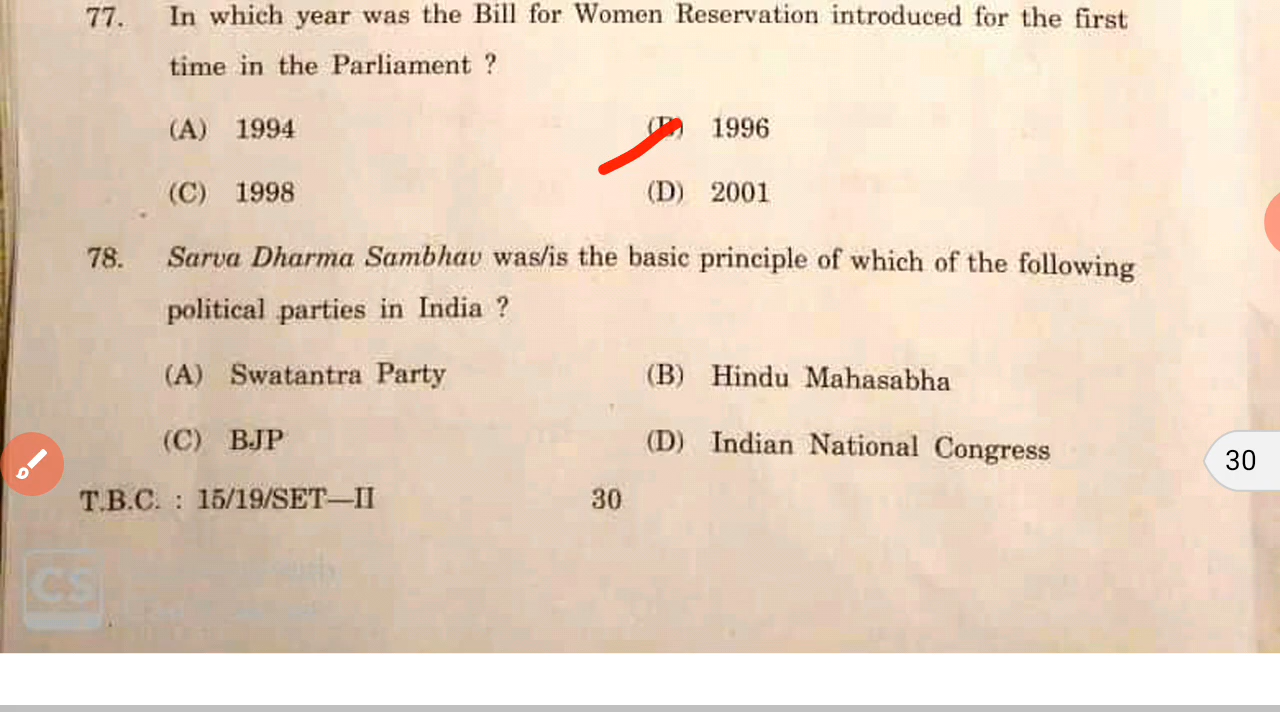 77. In which year was the Bill for Women Reservation introduced for the first
time in the Parliament ?
(A) 1994 (B) 1996
(C) 1998 (D) 2001
78. Sarva Dharma Sambhav was/is the basic principle of which of the following
political parties in India ?
(A) Swatantra Party (B) Hindu Mahasabha
(C) BJP (D) Indian National Congress
30
T.B.C. : 15/19/SET—II 30
CS